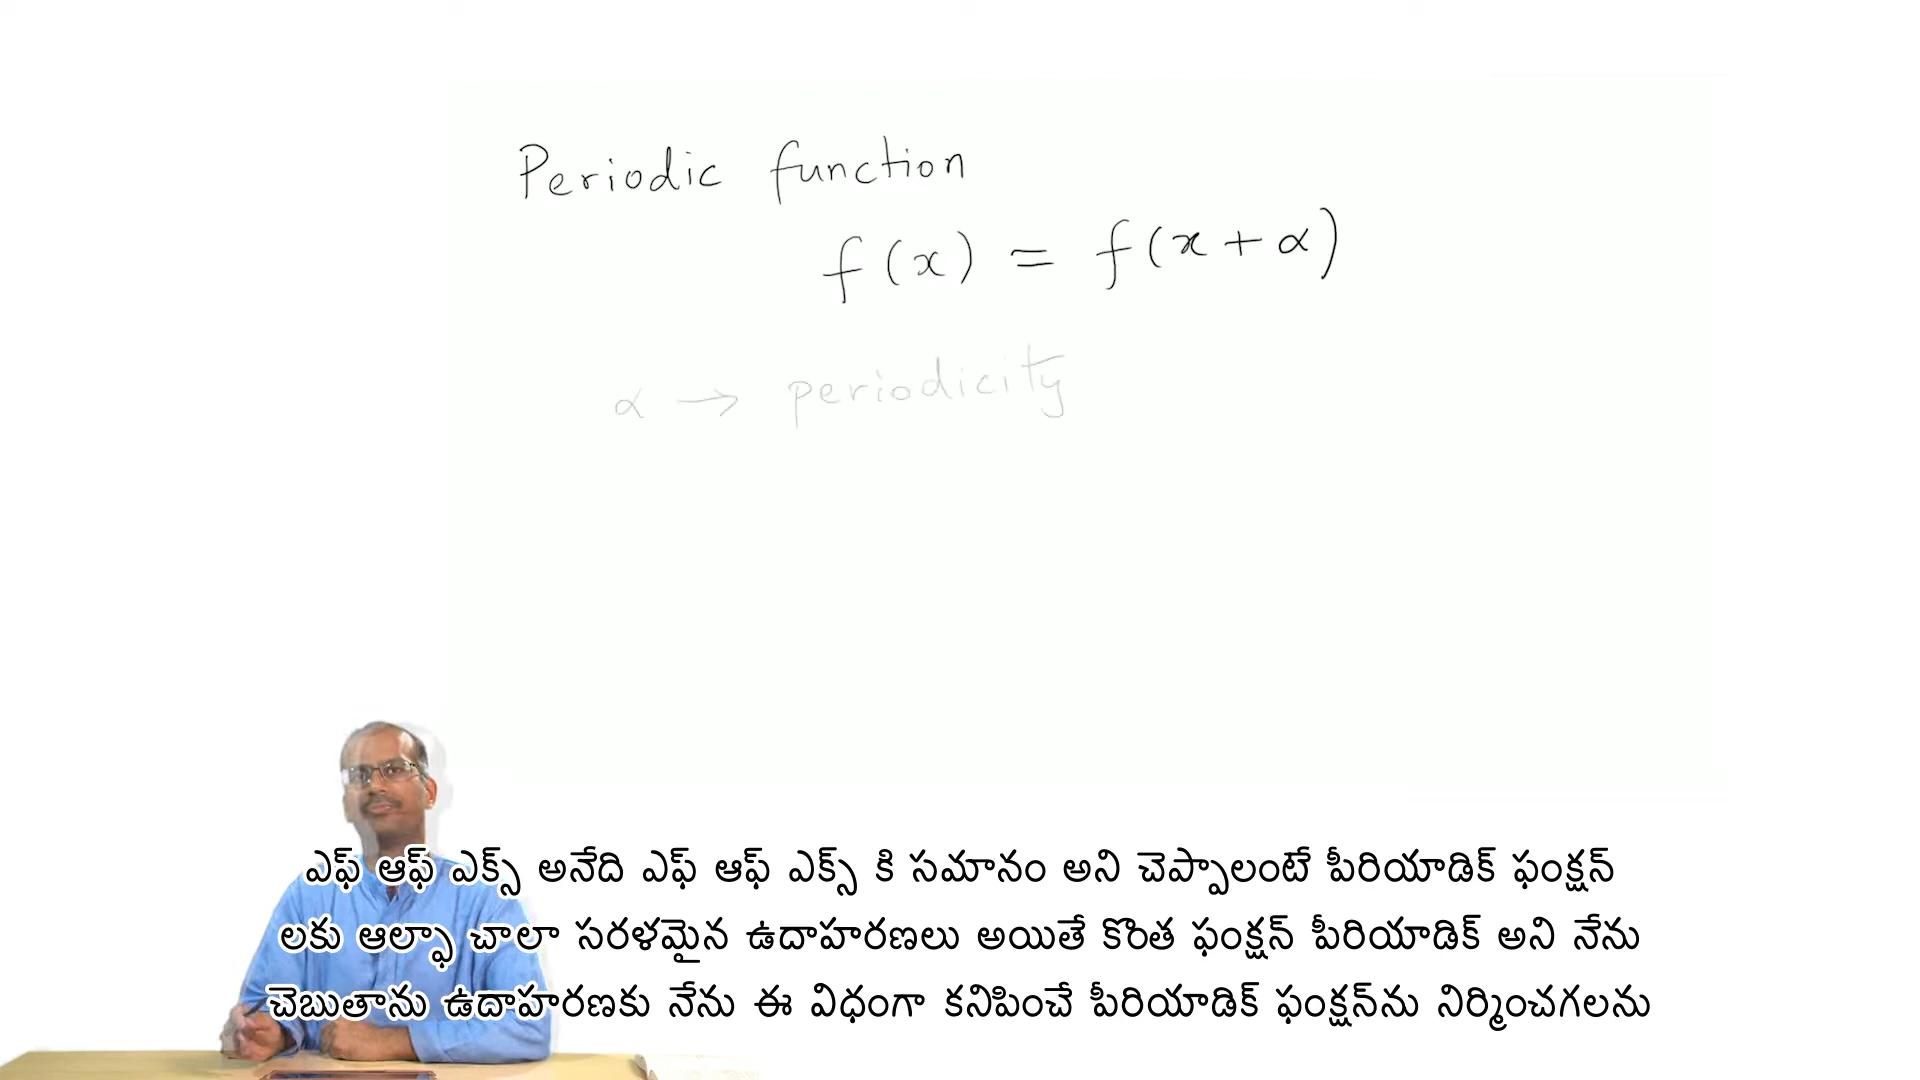 Periodic function
f(x) = f(x+α)
α → periodicity
ఎఫ్ ఆఫ్ ఎక్స్ అనేది ఎఫ్ ఆఫ్ ఎక్స్ కి సమానం అని చెప్పాలంటే పీరియాడిక్ ఫంక్షన్
లకు ఆల్ఫా చాలా సరళమైన ఉదాహరణలు అయితే కొంత ఫంక్షన్ పీరియాడిక్ అని నేను
చెబుతాను ఉదాహరణకు నేను ఈ విధంగా కనిపించే పీరియాడిక్ ఫంక్షన్‌ను నిర్మించగలను